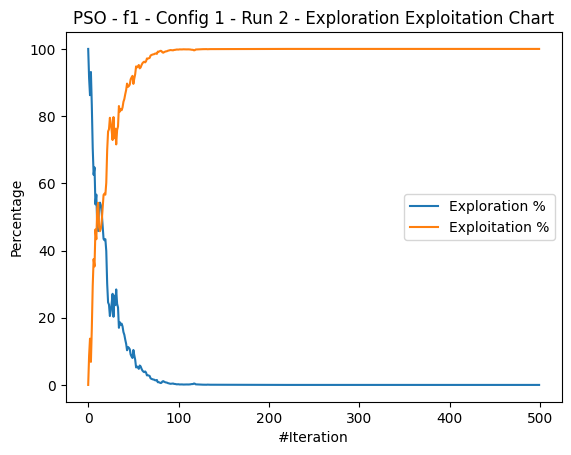 PSO - f1 - Config 1 - Run 2 - Exploration Exploitation Chart
100
80
60
40
20
0
Percentage
Exploration %
Exploitation %
0 100 200 300 400 500
#Iteration